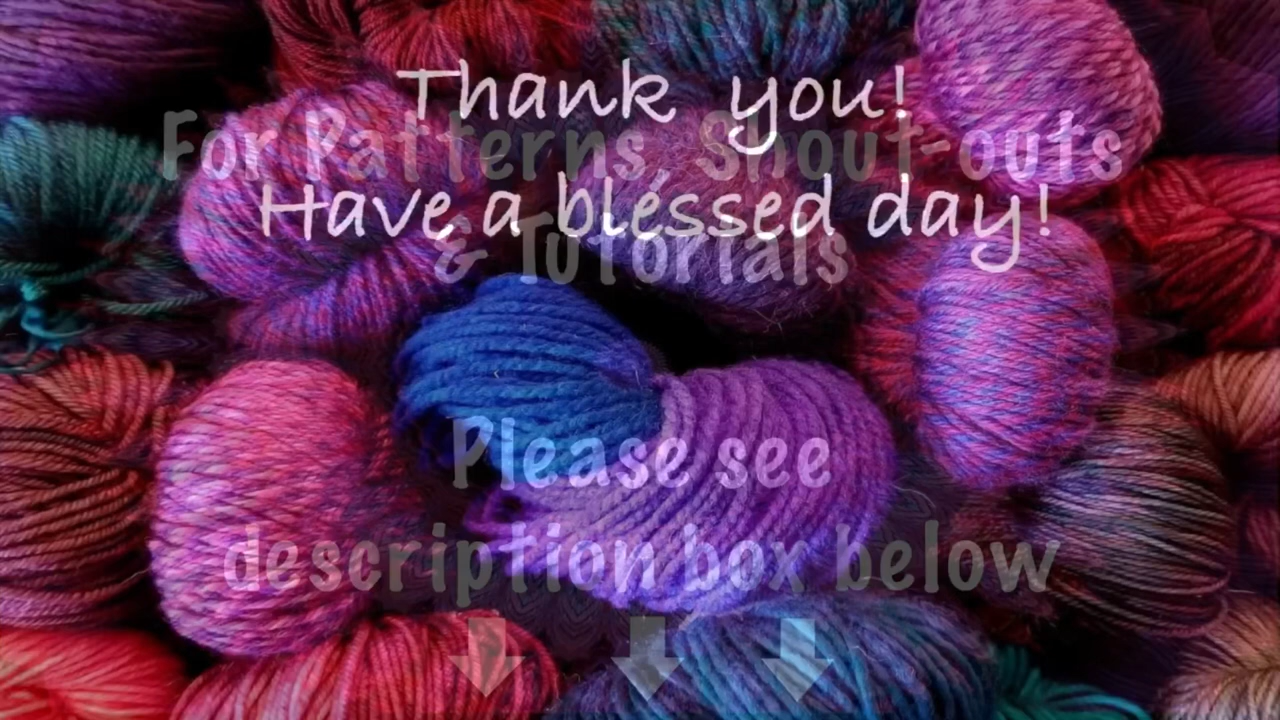 Thank you!
For Patterns, Shout-outs
Have a blessed day!
& Tutorials
Please see
description box below